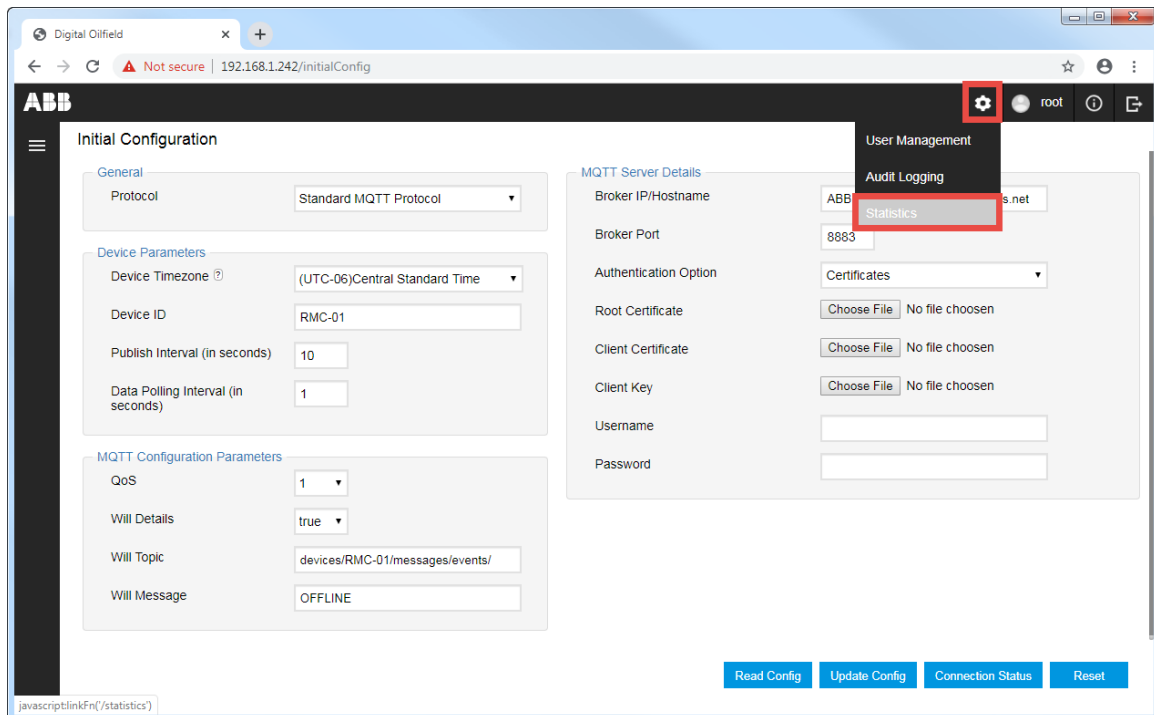 Digital Oilfield
Not secure | 192.168.1.242/initialConfig
ABB
root
Initial Configuration
User Management
Audit Logging
Statistics
General
Protocol
Standard MQTT Protocol
Device Parameters
Device Timezone ?
(UTC-06)Central Standard Time
Device ID
RMC-01
Publish Interval (in seconds)
10
Data Polling Interval (in
seconds)
1
MQTT Configuration Parameters
QoS
1
Will Details
true
Will Topic
devices/RMC-01/messages/events/
Will Message
OFFLINE
MQTT Server Details
Broker IP/Hostname
Broker Port
8883
Authentication Option
Certificates
Root Certificate
Choose File No file choosen
Client Certificate
Choose File No file choosen
Client Key
Choose File No file choosen
Username
Password
Read Config
Update Config
Connection Status
Reset
javascript:linkFn('/statistics')